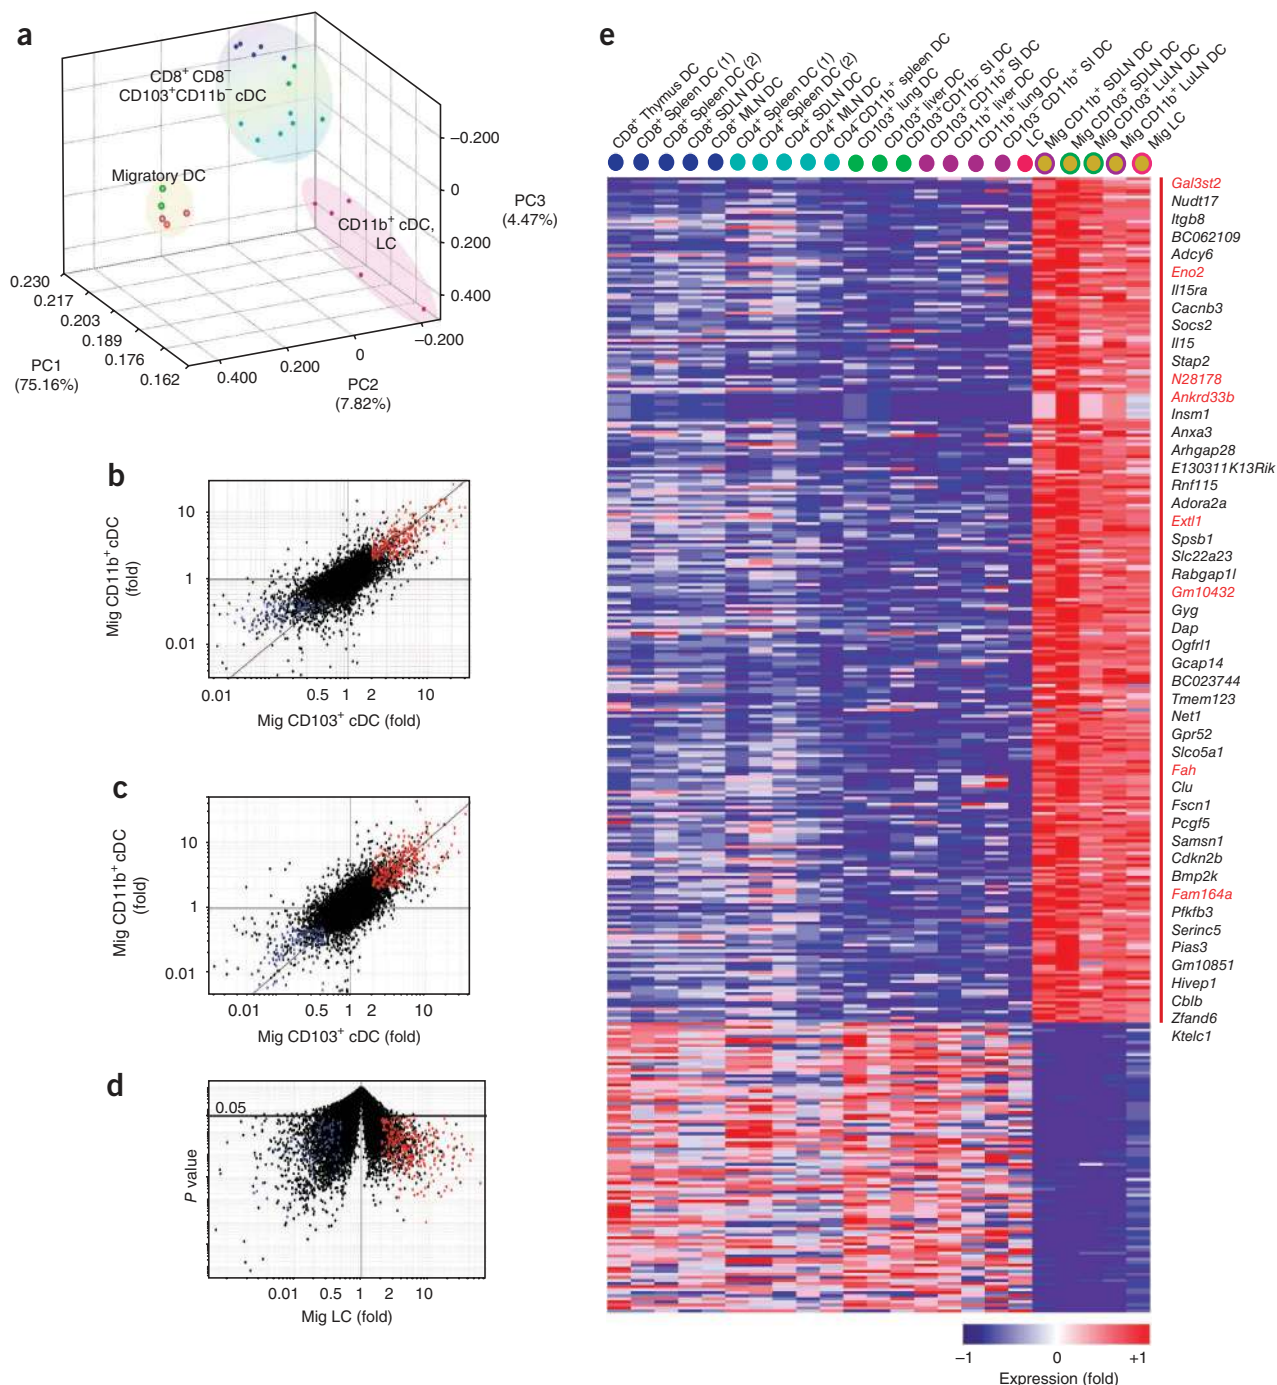 a
CD8⁺ CD8⁻
CD103⁺CD11b⁻ cDC
Migratory DC
CD11b⁺ cDC,
LC
–0.200
0
0.200
0.400
PC3
(4.47%)
0.230
0.217
0.203
0.189
0.176
0.162
PC1
(75.16%)
0.400
0.200
0
–0.200
PC2
(7.82%)
b
Mig CD11b⁺ cDC
(fold)
10
1
0.01
0.01 0.5 1 2 10
Mig CD103⁺ cDC (fold)
c
Mig CD11b⁺ cDC
(fold)
10
1
0.01
0.01 0.5 1 2 10
Mig CD103⁺ cDC (fold)
d
0.05
P value
0.01 0.5 1 2 10
Mig LC (fold)
e
CD8⁺ Thymus DC
CD8⁺ Spleen DC (1)
CD8⁺ Spleen DC (2)
CD8⁺ SDLN DC
CD8⁺ MLN DC
CD4⁺ Spleen DC (1)
CD4⁺ Spleen DC (2)
CD4⁺ SDLN DC
CD4⁺ MLN DC
CD4⁻CD11b⁺ spleen DC
CD103⁺ lung DC
CD103⁺ liver DC
CD103⁺CD11b⁻ SI DC
CD103⁺CD11b⁺ SI DC
CD11b⁺ liver DC
CD11b⁺ lung DC
CD103⁻CD11b⁺ SI DC
LC
Mig CD11b⁺ SDLN DC
Mig CD103⁺ SDLN DC
Mig CD103⁺ LuLN DC
Mig CD11b⁺ LuLN DC
Mig LC
Gal3st2
Nudt17
Itgb8
BC062109
Adcy6
Eno2
Il15ra
Cacnb3
Socs2
Il15
Stap2
N28178
Ankrd33b
Insm1
Anxa3
Arhgap28
E130311K13Rik
Rnf115
Adora2a
Extl1
Spsb1
Slc22a23
Rabgap1l
Gm10432
Gyg
Dap
Ogfrl1
Gcap14
BC023744
Tmem123
Net1
Gpr52
Slco5a1
Fah
Clu
Fscn1
Pcgf5
Samsn1
Cdkn2b
Bmp2k
Fam164a
Pfkfb3
Serinc5
Pias3
Gm10851
Hivep1
Cblb
Zfand6
Ktelc1
–1 0 +1
Expression (fold)